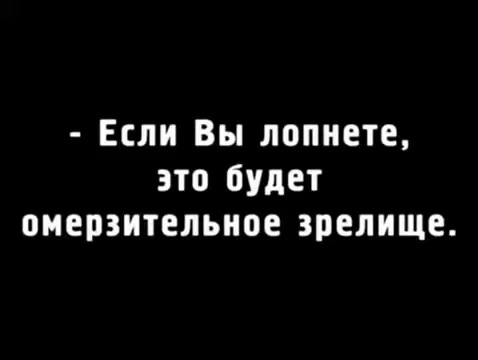 - Если Вы лопнете,
это будет
омерзительное зрелище.